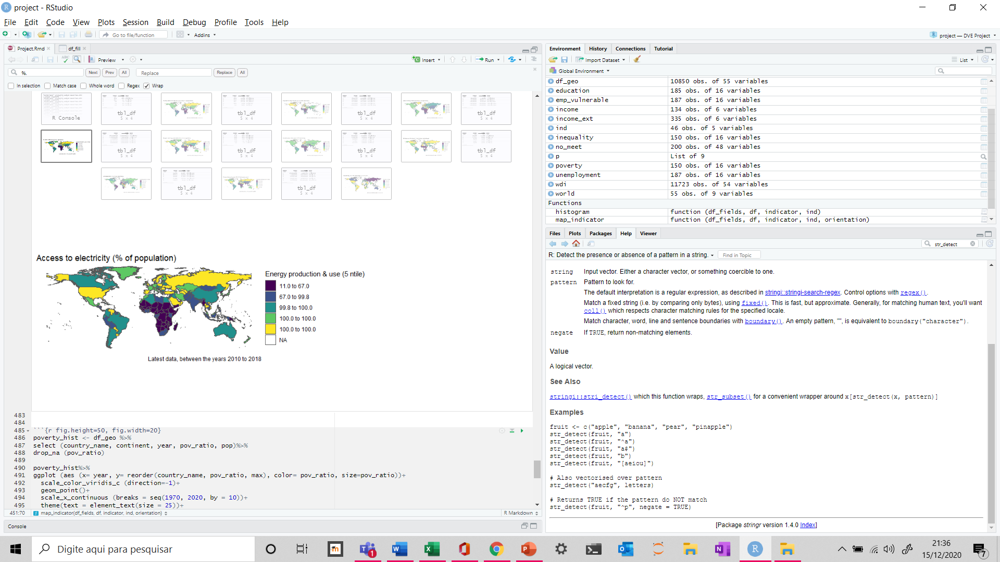 project - RStudio
File Edit Code View Plots Session Build Debug Profile Tools Help
Go to file/function Addins
project — DVE Project
Project.Rmd df_fill
ABC Preview Insert Run
%. Next Prev All Replace Replace All
In selection Match case Whole word Regex Wrap
R Console
tbl_df
5 x 4
tbl_df
5 x 4
tbl_df
5 x 4
tbl_df
5 x 4
tbl_df
5 x 4
tbl_df
5 x 4
tbl_df
5 x 4
tbl_df
5 x 4
tbl_df
5 x 4
tbl_df
5 x 4
Access to electricity (% of population)
Energy production & use (5 ntile)
11.0 to 67.0
67.0 to 99.8
99.8 to 100.0
100.0 to 100.0
100.0 to 100.0
NA
Latest data, between the years 2010 to 2018
483
484
485 ```{r fig.height=50, fig.width=20}
486 poverty_hist <- df_geo %>%
487 select (country_name, continent, year, pov_ratio, pop)%>%
488 drop_na (pov_ratio)
489
490 poverty_hist%>%
491 ggplot (aes (x= year, y= reorder(country_name, pov_ratio, max), color= pov_ratio, size=pov_ratio))+
492 scale_color_viridis_c (direction=-1)+
493 geom_point()+
494 scale_x_continuous (breaks = seq(1970, 2020, by = 10))+
495 theme(text = element_text(size = 25))+
451:70 map_indicator(df_fields, df, indicator, ind, orientation) R Markdown
Console
Environment History Connections Tutorial
Import Dataset List
Global Environment
df_geo 10850 obs. of 55 variables
education 185 obs. of 16 variables
emp_vulnerable 187 obs. of 16 variables
income 134 obs. of 6 variables
income_ext 335 obs. of 6 variables
ind 46 obs. of 5 variables
inequality 150 obs. of 16 variables
no_meet 200 obs. of 48 variables
p List of 9
poverty 150 obs. of 16 variables
unemployment 187 obs. of 16 variables
wdi 11723 obs. of 54 variables
world 55 obs. of 9 variables
Functions
histogram function (df_fields, df, indicator, ind)
map_indicator function (df_fields, df, indicator, ind, orientation)
Files Plots Packages Help Viewer
str_detect
R: Detect the presence or absence of a pattern in a string. Find in Topic
string Input vector. Either a character vector, or something coercible to one.
pattern Pattern to look for.
The default interpretation is a regular expression, as described in stringi::stringi-search-regex. Control options with regex().
Match a fixed string (i.e. by comparing only bytes), using fixed(). This is fast, but approximate. Generally, for matching human text, you'll want
coll() which respects character matching rules for the specified locale.
Match character, word, line and sentence boundaries with boundary(). An empty pattern, "", is equivalent to boundary("character").
negate If TRUE, return non-matching elements.
Value
A logical vector.
See Also
stringi::stri_detect() which this function wraps, str_subset() for a convenient wrapper around x[str_detect(x, pattern)]
Examples
fruit <- c("apple", "banana", "pear", "pinapple")
str_detect(fruit, "a")
str_detect(fruit, "^a")
str_detect(fruit, "a$")
str_detect(fruit, "b")
str_detect(fruit, "[aeiou]")
# Also vectorised over pattern
str_detect("aecfg", letters)
# Returns TRUE if the pattern do NOT match
str_detect(fruit, "^p", negate = TRUE)
[Package stringr version 1.4.0 Index]
Digite aqui para pesquisar
21:36
15/12/2020
7